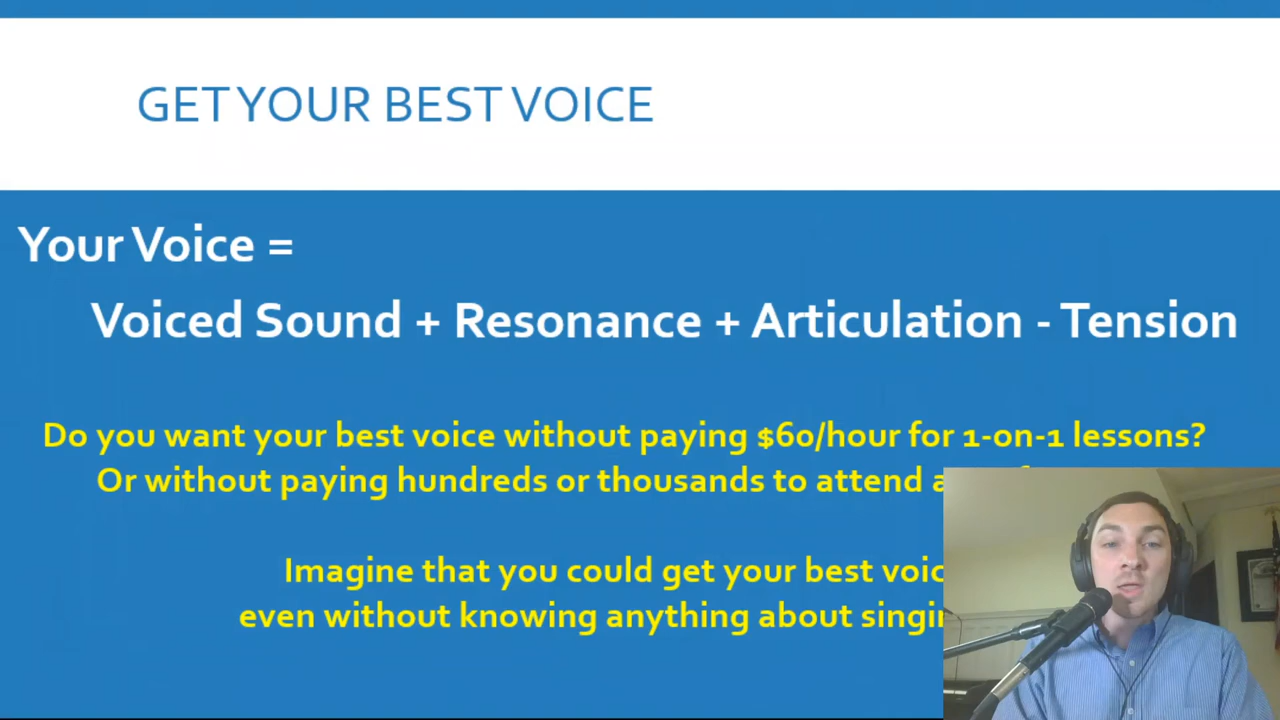 GET YOUR BEST VOICE
Your Voice =
Voiced Sound + Resonance + Articulation - Tension
Do you want your best voice without paying $60/hour for 1-on-1 lessons?
Or without paying hundreds or thousands to attend
Imagine that you could get your best
even without knowing anything about